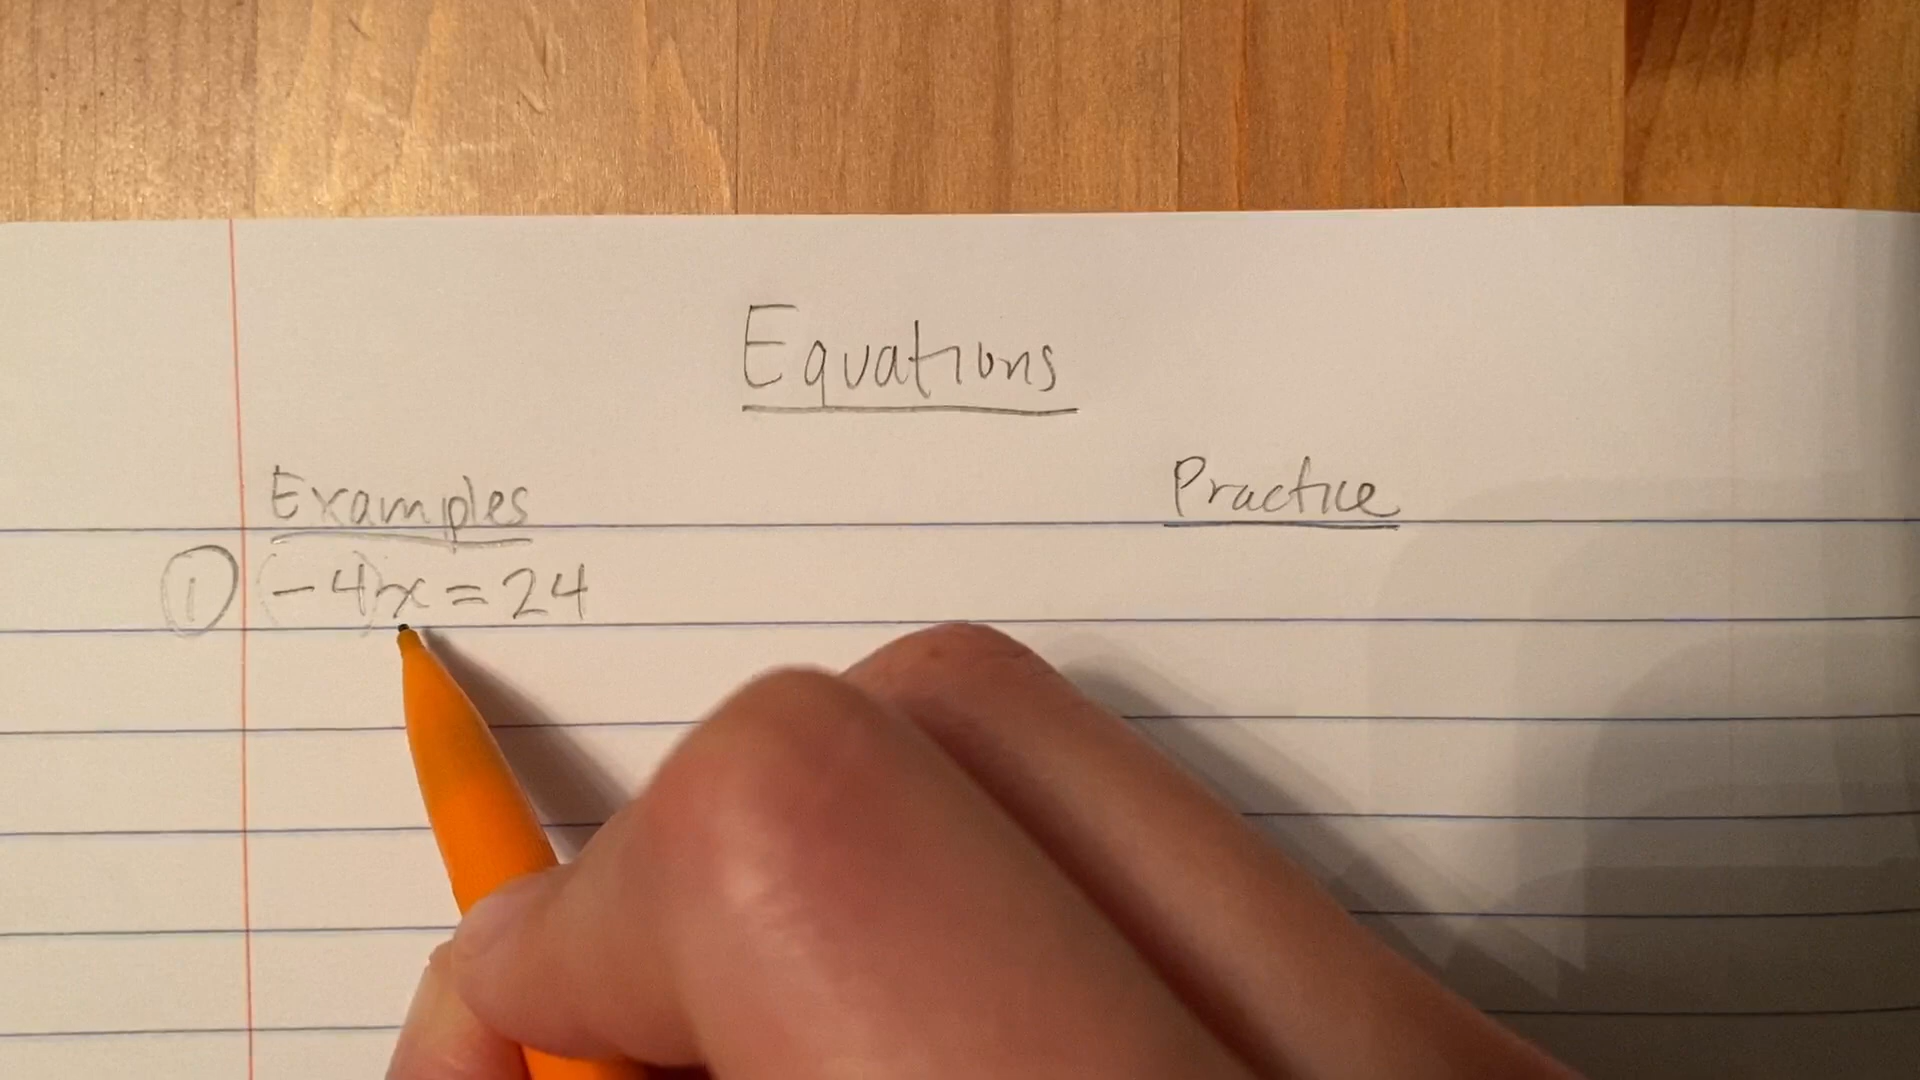 Equations
Examples
Practice
① (-4)x = 24